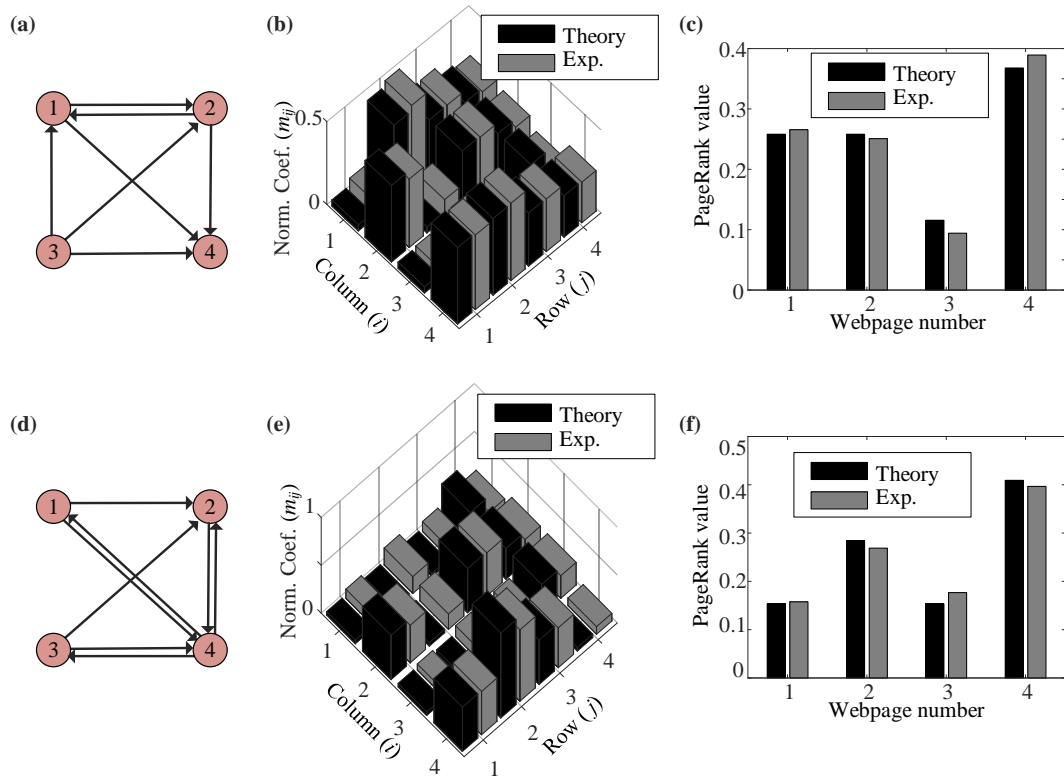 (a)
1
2
3
4
(b)
Theory
Exp.
Norm. Coef. (mij)
0.5
0
1
2
3
4
Column (i)
1
2
3
4
Row (j)
(c)
Theory
Exp.
PageRank value
0.4
0.3
0.2
0.1
0
1
2
3
4
Webpage number
(d)
1
2
3
4
(e)
Theory
Exp.
Norm. Coef. (mij)
1
0
1
2
3
4
Column (i)
1
2
3
4
Row (j)
(f)
Theory
Exp.
PageRank value
0.5
0.4
0.3
0.2
0.1
0
1
2
3
4
Webpage number